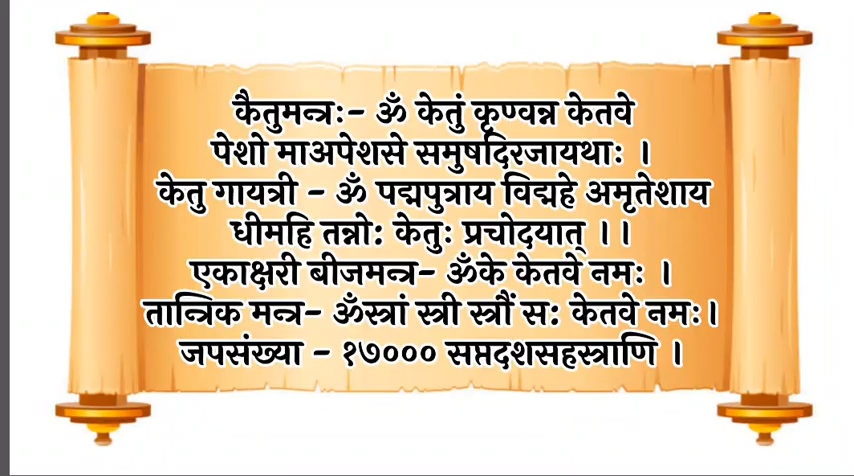 कैतुमन्त्रः- ॐ केतुं कृण्वन्न केतवे
पेशो माअपेशसे समुषदिरजायथाः ।
केतु गायत्री - ॐ पद्मपुत्राय विद्महे अमृतेशाय
धीमहि तन्नो: केतुः प्रचोदयात् ।।
एकाक्षरी बीजमन्त्र- ॐके केतवे नमः ।
तान्त्रिक मन्त्र- ॐस्त्रां स्त्री स्त्रौं स: केतवे नमः।
जपसंख्या - १७००० सप्तदशसहस्त्राणि ।